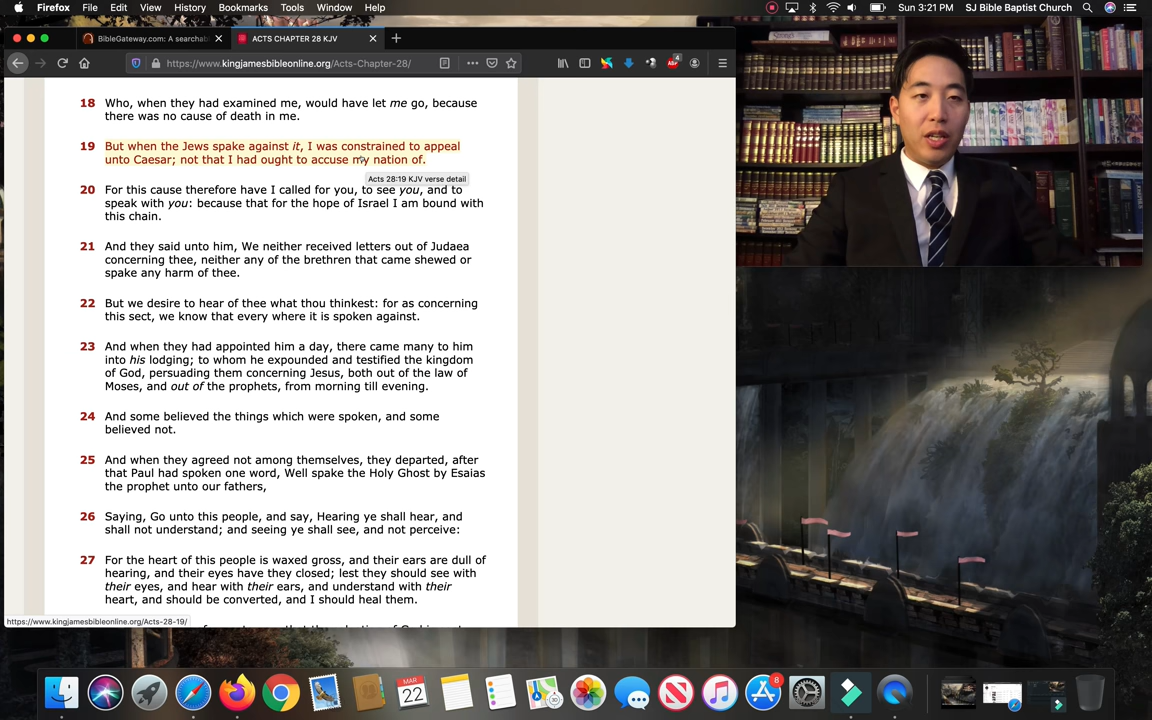 Firefox File Edit View History Bookmarks Tools Window Help
Sun 3:21 PM SJ Bible Baptist Church
BibleGateway.com: A searchab
ACTS CHAPTER 28 KJV
https://www.kingjamesbibleonline.org/Acts-Chapter-28/
18 Who, when they had examined me, would have let me go, because
there was no cause of death in me.
19 But when the Jews spake against it, I was constrained to appeal
unto Caesar; not that I had ought to accuse my nation of.
Acts 28:19 KJV verse detail
20 For this cause therefore have I called for you, to see you, and to
speak with you: because that for the hope of Israel I am bound with
this chain.
21 And they said unto him, We neither received letters out of Judaea
concerning thee, neither any of the brethren that came shewed or
spake any harm of thee.
22 But we desire to hear of thee what thou thinkest: for as concerning
this sect, we know that every where it is spoken against.
23 And when they had appointed him a day, there came many to him
into his lodging; to whom he expounded and testified the kingdom
of God, persuading them concerning Jesus, both out of the law of
Moses, and out of the prophets, from morning till evening.
24 And some believed the things which were spoken, and some
believed not.
25 And when they agreed not among themselves, they departed, after
that Paul had spoken one word, Well spake the Holy Ghost by Esaias
the prophet unto our fathers,
26 Saying, Go unto this people, and say, Hearing ye shall hear, and
shall not understand; and seeing ye shall see, and not perceive:
27 For the heart of this people is waxed gross, and their ears are dull of
hearing, and their eyes have they closed; lest they should see with
their eyes, and hear with their ears, and understand with their
heart, and should be converted, and I should heal them.
https://www.kingjamesbibleonline.org/Acts-28-19/
MAR
22
8